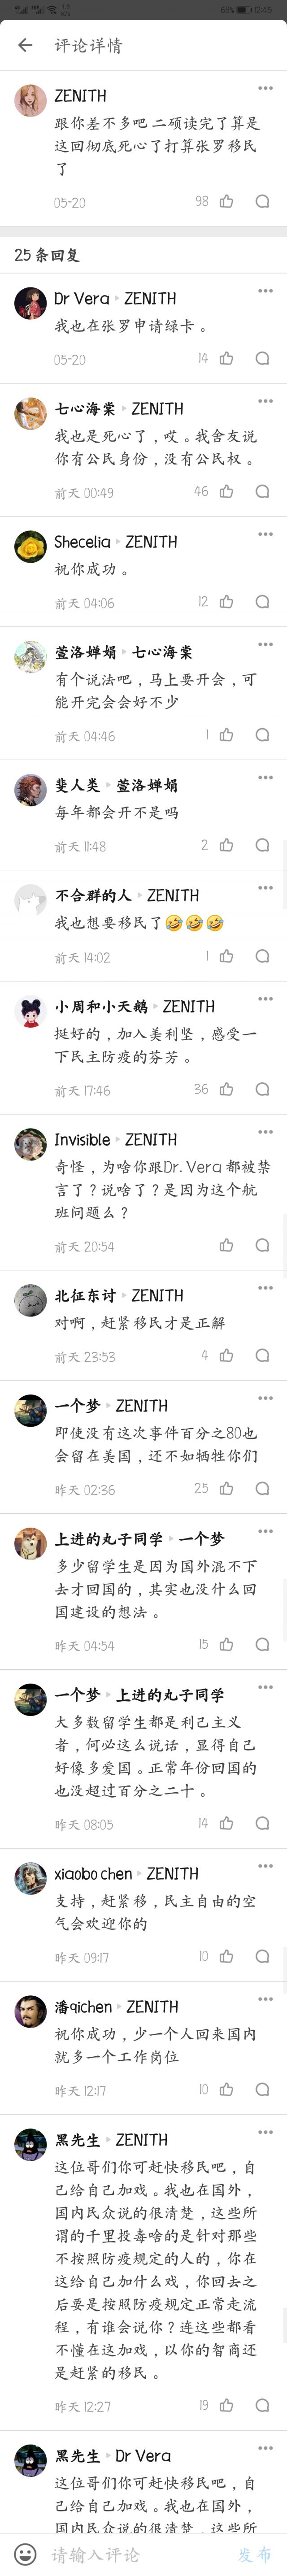 68% 12:45
评论详情
ZENITH
跟你差不多吧 二硕读完了算是
这回彻底死心了打算张罗移民
了
05-20 98
25 条回复
Dr Vera ZENITH
我也在张罗申请绿卡。
05-20 14
七心海棠 ZENITH
我也是死心了，哎。我舍友说
你有公民身份，没有公民权。
前天 00:49 46
Shecelia ZENITH
祝你成功。
前天 04:06 12
萱洛婵娟 七心海棠
有个说法吧，马上要开会，可
能开完会会好不少
前天 04:46 1
斐人类 萱洛婵娟
每年都会开不是吗
前天 11:48 2
不合群的人 ZENITH
我也想要移民了🤣🤣🤣
前天 14:02 1
小周和小天鹅 ZENITH
挺好的，加入美利坚，感受一
下民主防疫的芬芳。
前天 17:46 36
Invisible ZENITH
奇怪，为啥你跟Dr. Vera 都被禁
言了？说啥了？是因为这个航
班问题么？
前天 20:54
北征东讨 ZENITH
对啊，赶紧移民才是正解
前天 23:53 4
一个梦 ZENITH
即使没有这次事件百分之80也
会留在美国，还不如牺牲你们
昨天 02:36 25
上进的丸子同学 一个梦
多少留学生是因为国外混不下
去才回国的，其实也没什么回
国建设的想法。
昨天 04:54 15
一个梦 上进的丸子同学
大多数留学生都是利己主义
者，何必这么说话，显得自己
好像多爱国。正常年份回国的
也没超过百分之二十。
昨天 08:05 14
xiaobo chen ZENITH
支持，赶紧移，民主自由的空
气会欢迎你的
昨天 09:17 10
潘qichen ZENITH
祝你成功，少一个人回来国内
就多一个工作岗位
昨天 12:17 10
黑先生 ZENITH
这位哥们你可赶快移民吧，自
己给自己加戏。我也在国外，
国内民众说的很清楚，这些所
谓的千里投毒啥的是针对那些
不按照防疫规定的人的，你在
这给自己加什么戏，你回去之
后要是按照防疫规定正常走流
程，有谁会说你？连这些都看
不懂在这加戏，以你的智商还
是赶紧的移民。
昨天 12:27 19
黑先生 Dr Vera
这位哥们你可赶快移民吧，自
己给自己加戏。我也在国外，
国内民众说的很清楚，这些所
请输入评论 发布